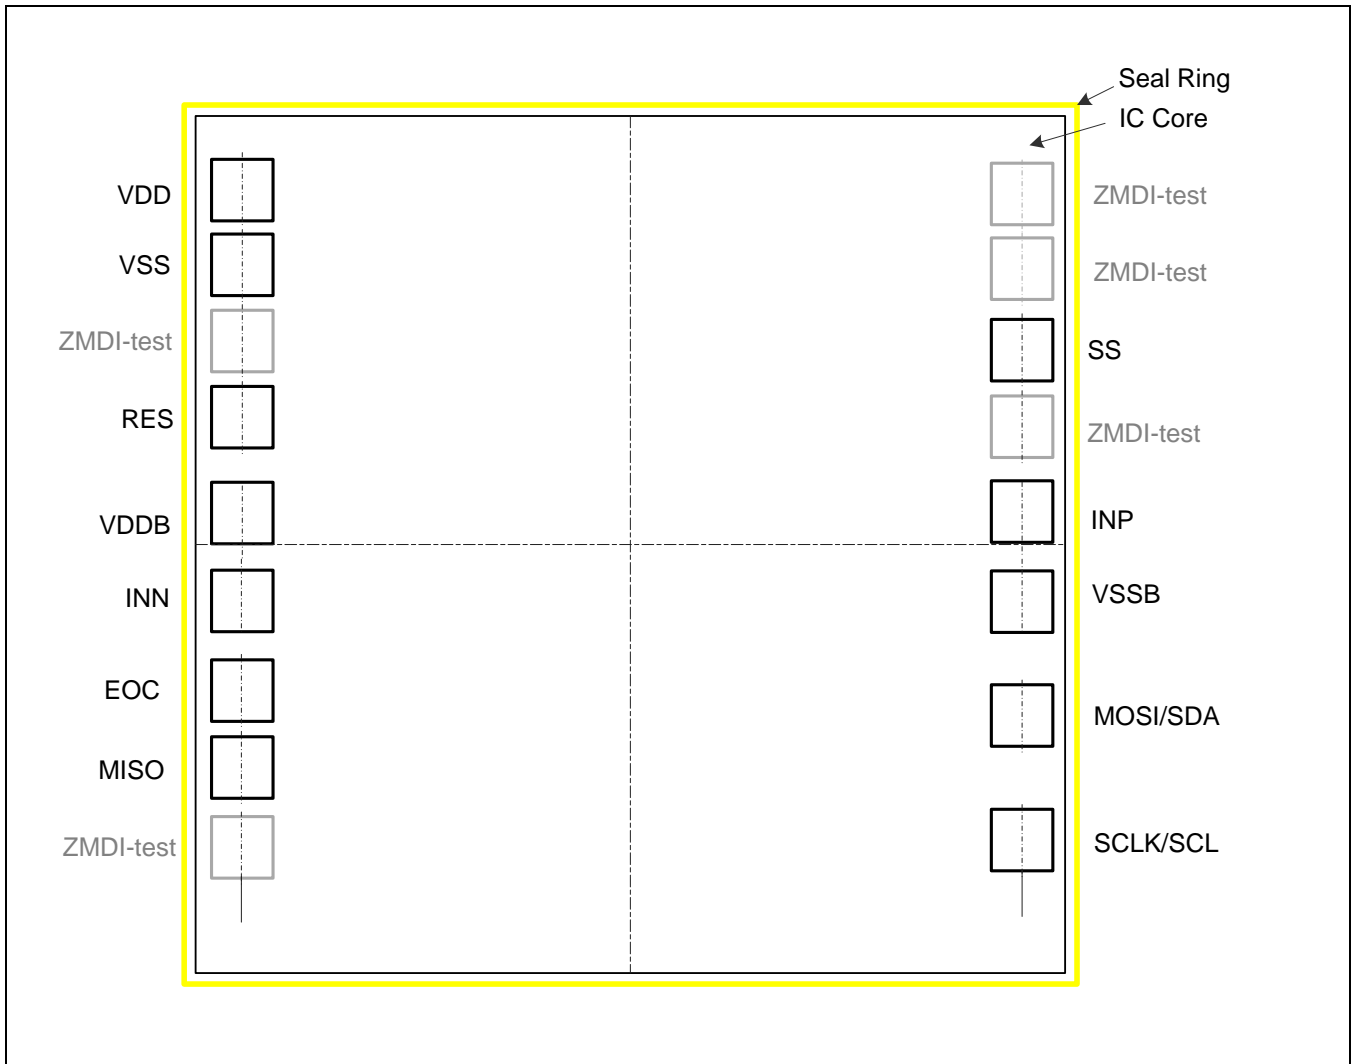 Seal Ring
IC Core
VDD
VSS
ZMDI-test
RES
VDDB
INN
EOC
MISO
ZMDI-test
ZMDI-test
ZMDI-test
SS
ZMDI-test
INP
VSSB
MOSI/SDA
SCLK/SCL